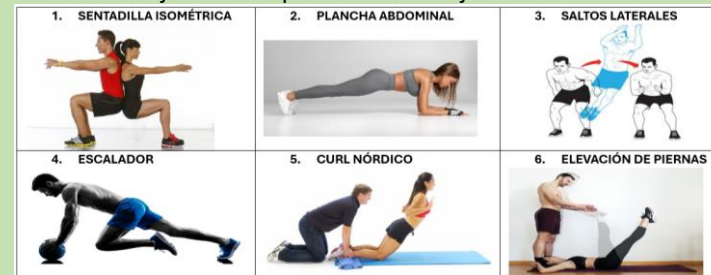 1. SENTADILLA ISOMÉTRICA
2. PLANCHA ABDOMINAL
3. SALTOS LATERALES
4. ESCALADOR
5. CURL NÓRDICO
6. ELEVACIÓN DE PIERNAS